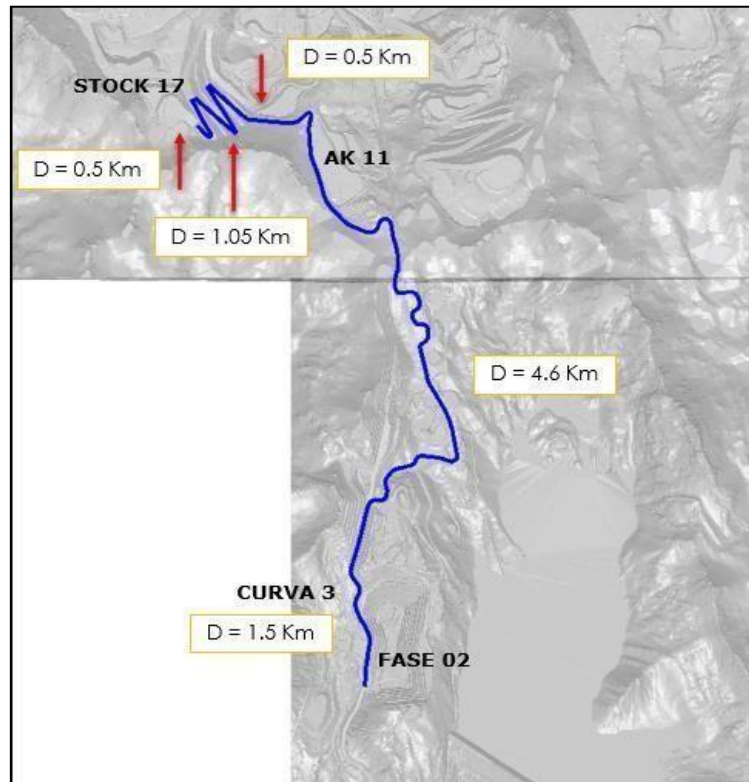 D = 0.5 Km
STOCK 17
AK 11
D = 0.5 Km
D = 1.05 Km
D = 4.6 Km
CURVA 3
D = 1.5 Km
FASE 02